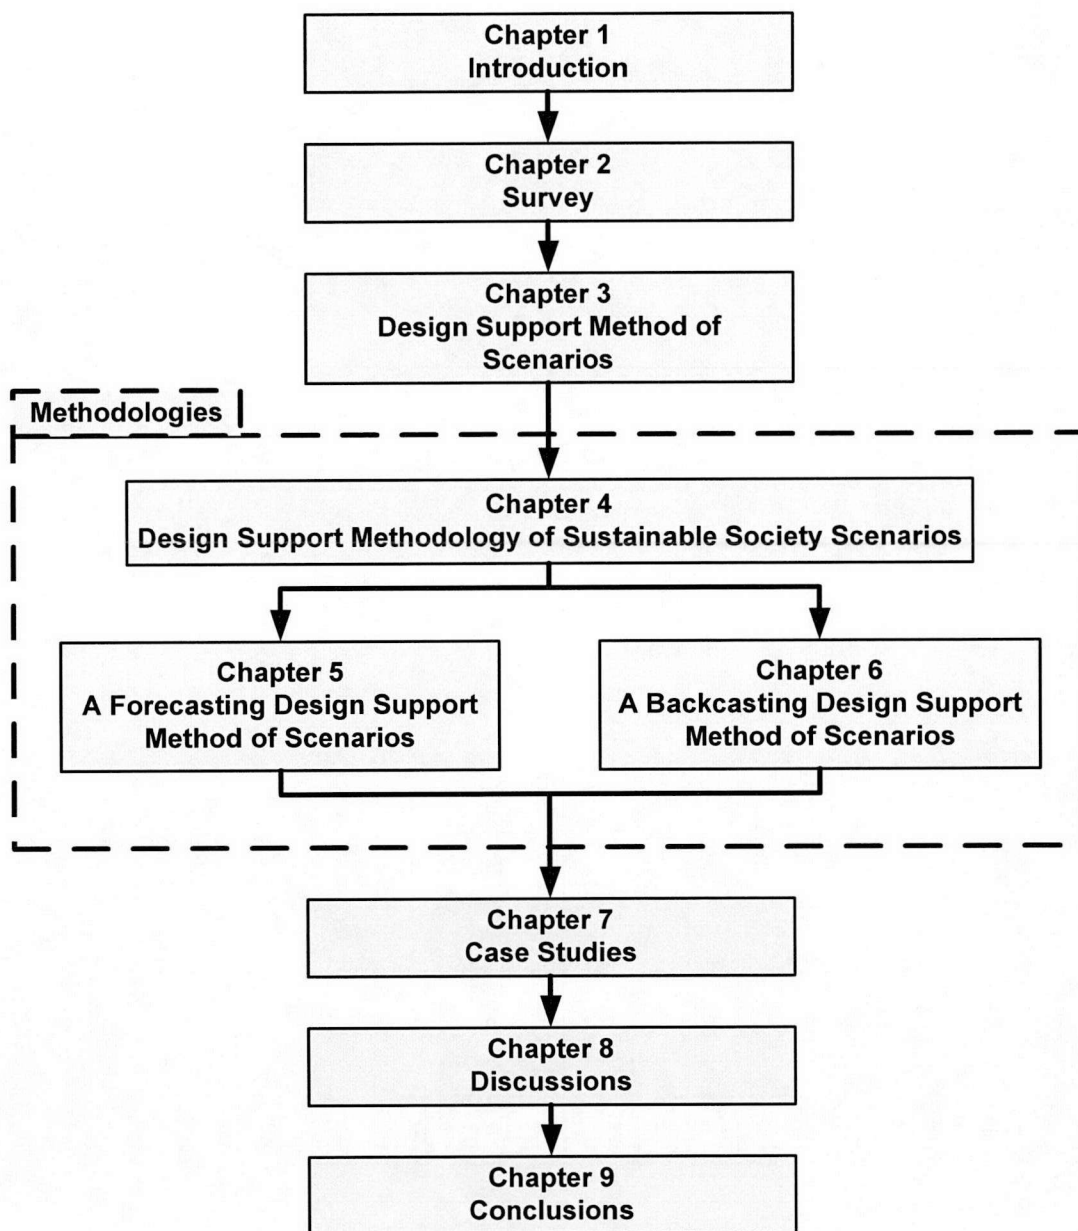 Chapter 1
Introduction
Chapter 2
Survey
Chapter 3
Design Support Method of
Scenarios
Methodologies
Chapter 4
Design Support Methodology of Sustainable Society Scenarios
Chapter 5
A Forecasting Design Support
Method of Scenarios
Chapter 6
A Backcasting Design Support
Method of Scenarios
Chapter 7
Case Studies
Chapter 8
Discussions
Chapter 9
Conclusions